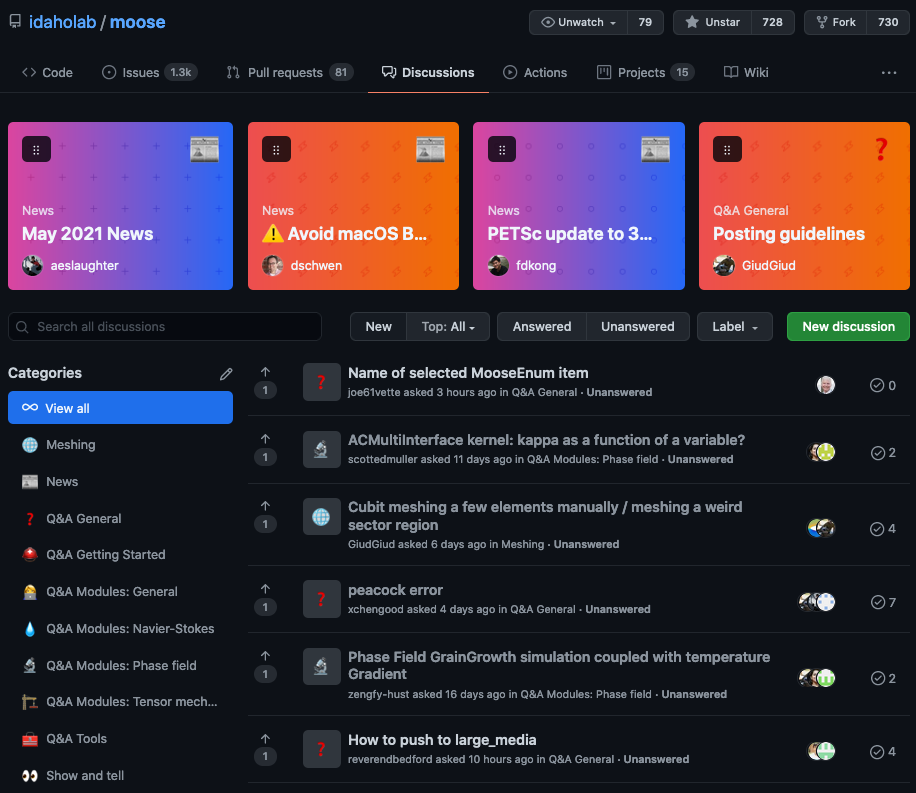 idaholab / moose
Unwatch 79
Unstar 728
Fork 730
Code
Issues 1.3k
Pull requests 81
Discussions
Actions
Projects 15
Wiki
News
May 2021 News
aeslaughter
News
Avoid macOS B...
dschwen
News
PETSc update to 3...
fdkong
Q&A General
Posting guidelines
GiudGiud
Search all discussions
New
Top: All
Answered
Unanswered
Label
New discussion
Categories
View all
Meshing
News
Q&A General
Q&A Getting Started
Q&A Modules: General
Q&A Modules: Navier-Stokes
Q&A Modules: Phase field
Q&A Modules: Tensor mech...
Q&A Tools
Show and tell
1
Name of selected MooseEnum item
joe61vette asked 3 hours ago in Q&A General · Unanswered
0
1
ACMultiInterface kernel: kappa as a function of a variable?
scottedmuller asked 11 days ago in Q&A Modules: Phase field · Unanswered
2
1
Cubit meshing a few elements manually / meshing a weird
sector region
GiudGiud asked 6 days ago in Meshing · Unanswered
4
1
peacock error
xchengood asked 4 days ago in Q&A General · Unanswered
7
1
Phase Field GrainGrowth simulation coupled with temperature
Gradient
zengfy-hust asked 16 days ago in Q&A Modules: Phase field · Unanswered
2
1
How to push to large_media
reverendbedford asked 10 hours ago in Q&A General · Unanswered
4